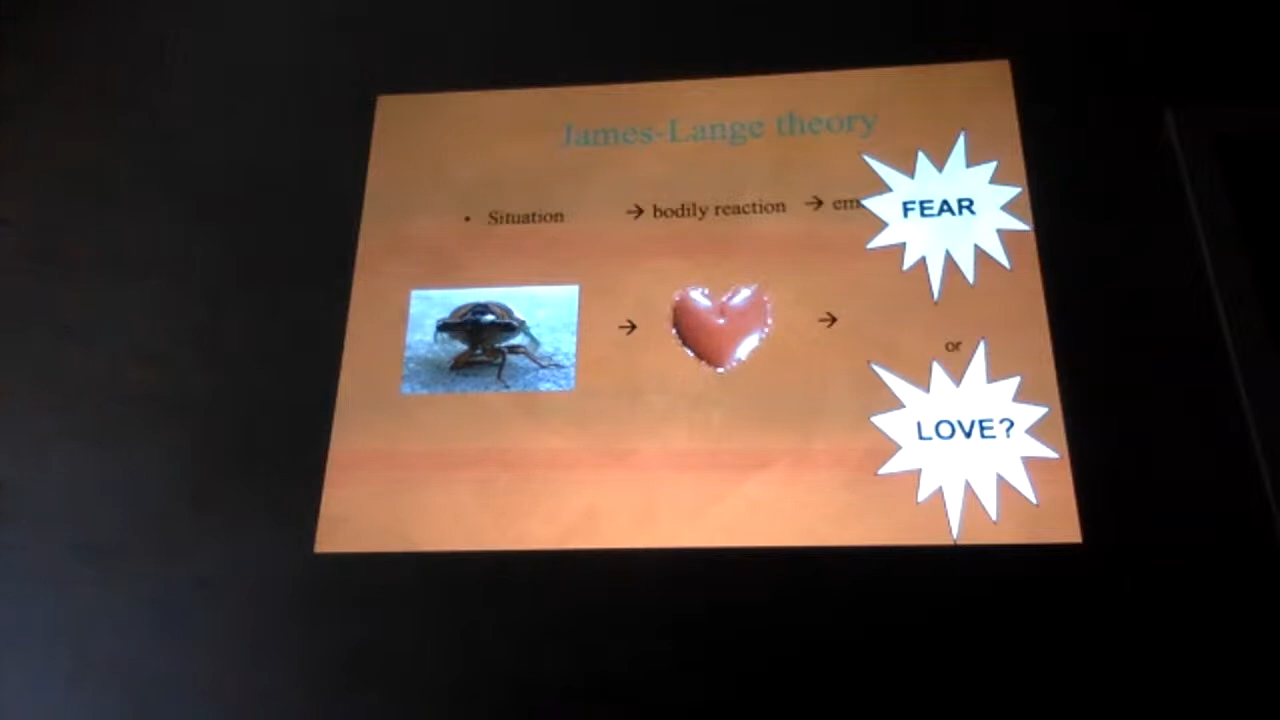 James-Lange theory
• Situation → bodily reaction → em
FEAR
→ →
or
LOVE?